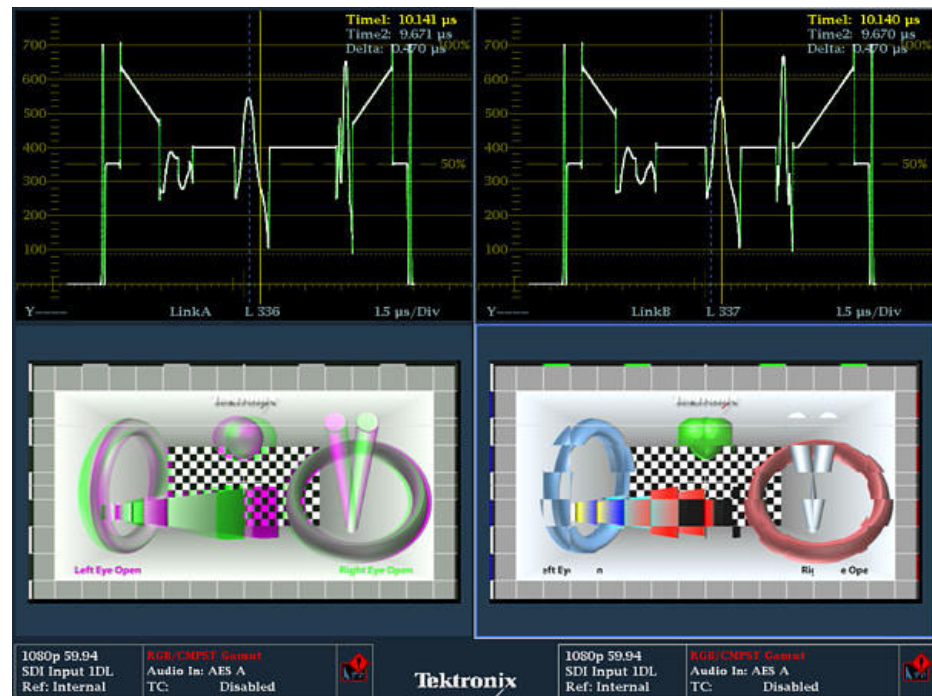 Time1: 10.141 µs
Time2: 9.671 µs
Delta: 0.470 µs
100%
700
600
500
400
300
200
100
50%
Y----
LinkA
L 336
1.5 µs/Div
Time1: 10.140 µs
Time2: 9.670 µs
Delta: 0.470 µs
100%
700
600
500
400
300
200
100
50%
Y----
LinkB
L 337
1.5 µs/Div
Left Eye Open
Right Eye Open
1080p 59.94
SDI Input 1DL
Ref: Internal
RGB/CMPST Gamut
Audio In: AES A
TC: Disabled
Tektronix
1080p 59.94
SDI Input 1DL
Ref: Internal
RGB/CMPST Gamut
Audio In: AES A
TC: Disabled